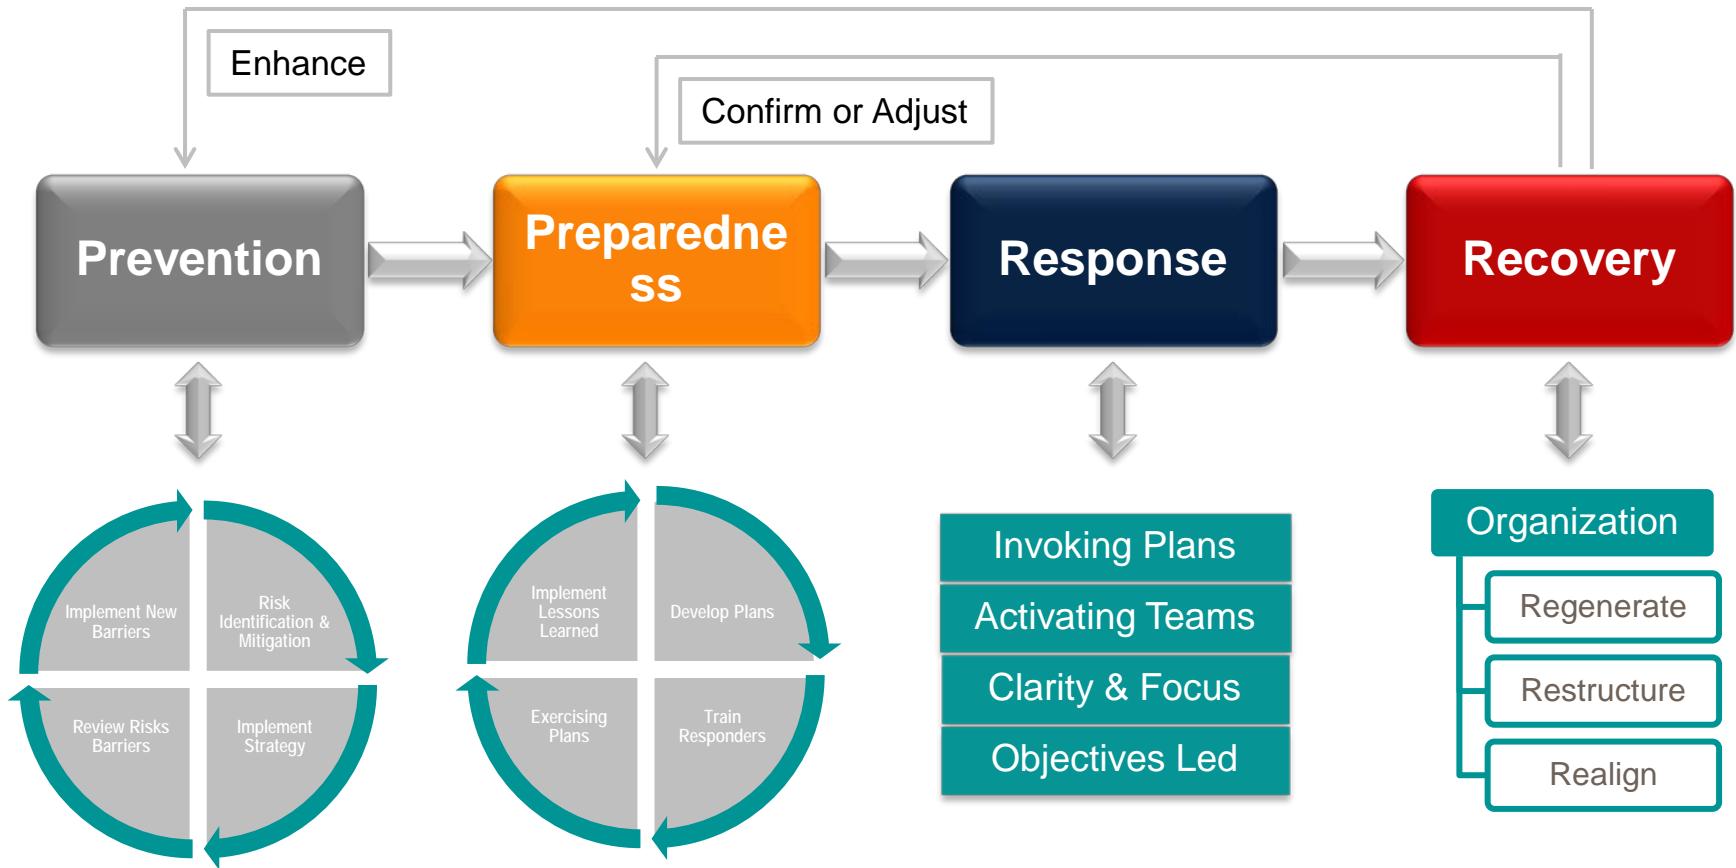 Enhance
Confirm or Adjust
Prevention
Preparedne
ss
Response
Recovery
Implement New
Barriers
Risk
Identification &
Mitigation
Review Risks
Barriers
Implement
Strategy
Implement
Lessons
Learned
Develop Plans
Exercising
Plans
Train
Responders
Invoking Plans
Activating Teams
Clarity & Focus
Objectives Led
Organization
Regenerate
Restructure
Realign